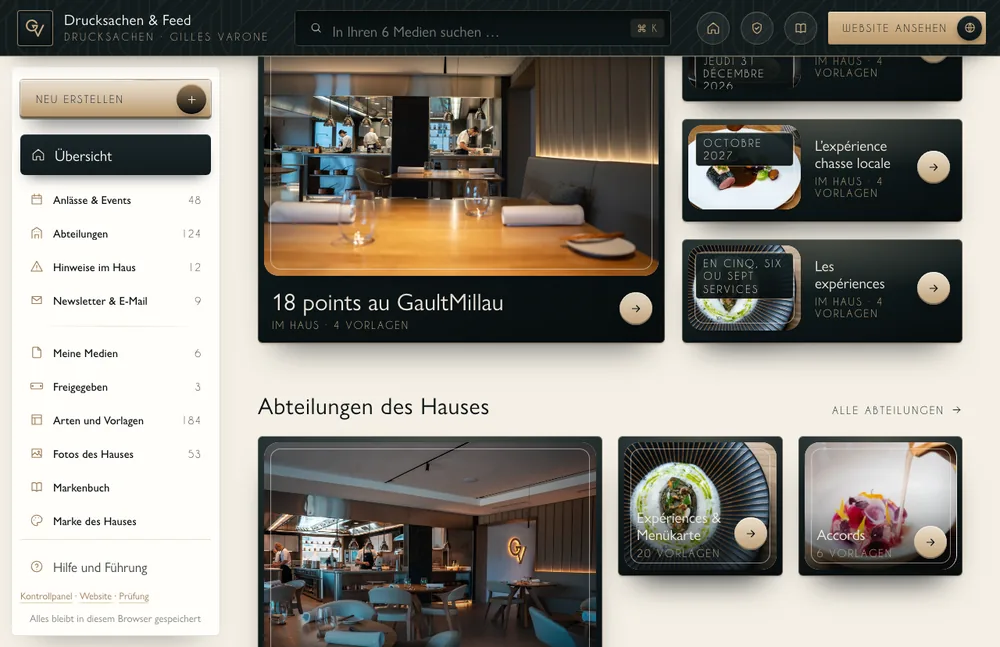 GV
Drucksachen & Feed
DRUCKSACHEN · GILLES VARONE
In Ihren 6 Medien suchen …
⌘ K
WEBSITE ANSEHEN
NEU ERSTELLEN
Übersicht
Anlässe & Events 48
Abteilungen 124
Hinweise im Haus 12
Newsletter & E-Mail 9
Meine Medien 6
Freigegeben 3
Arten und Vorlagen 184
Fotos des Hauses 53
Markenbuch
Marke des Hauses
Hilfe und Führung
Kontrollpanel · Website · Prüfung
Alles bleibt in diesem Browser gespeichert
18 points au GaultMillau
IM HAUS · 4 VORLAGEN
JEUDI 31
DÉCEMBRE
2026
IM HAUS · 4
VORLAGEN
OCTOBRE
2027
L'expérience
chasse locale
IM HAUS · 4
VORLAGEN
EN CINQ, SIX
OU SEPT
SERVICES
Les
expériences
IM HAUS · 4
VORLAGEN
Abteilungen des Hauses
ALLE ABTEILUNGEN →
GV
Expériences &
Menükarte
20 VORLAGEN
Accords
6 VORLAGEN